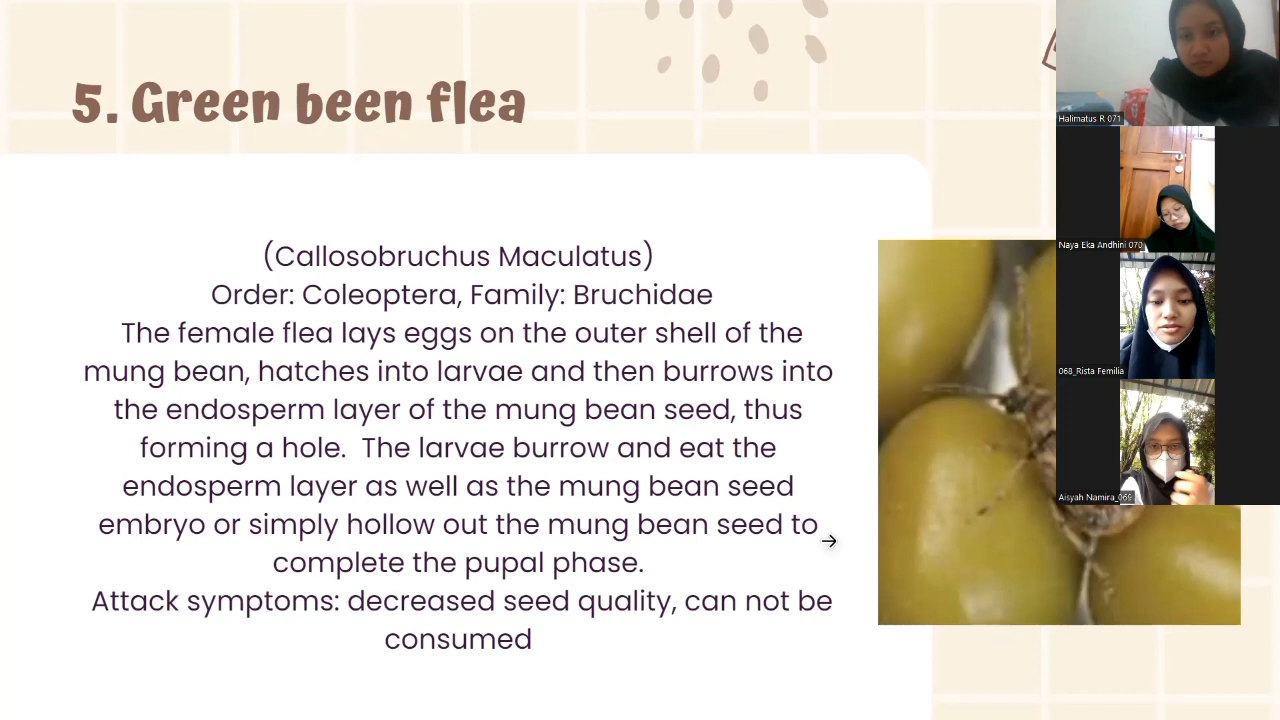 5. Green been flea
(Callosobruchus Maculatus)
Order: Coleoptera, Family: Bruchidae
The female flea lays eggs on the outer shell of the
mung bean, hatches into larvae and then burrows into
the endosperm layer of the mung bean seed, thus
forming a hole.  The larvae burrow and eat the
endosperm layer as well as the mung bean seed
embryo or simply hollow out the mung bean seed to
complete the pupal phase.
Attack symptoms: decreased seed quality, can not be
consumed
Halimatus R 071
Naya Eka Andhini 070
068_Rista Femilia
Aisyah Namira_069